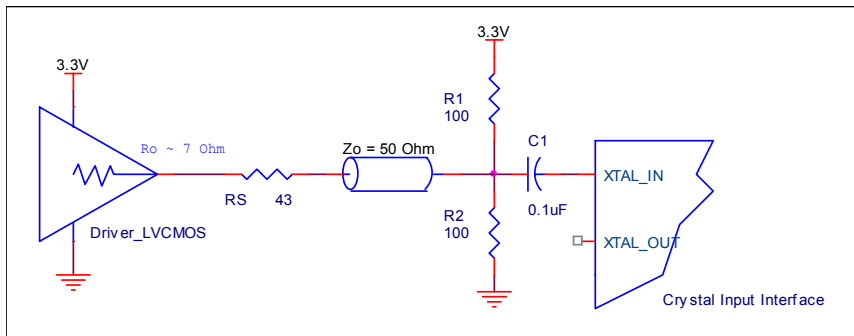 3.3V
3.3V
R1
100
C1
Ro ~ 7 Ohm
Zo = 50 Ohm
XTAL_IN
RS 43
0.1uF
R2
100
Driver_LVCMOS
XTAL_OUT
Crystal Input Interface